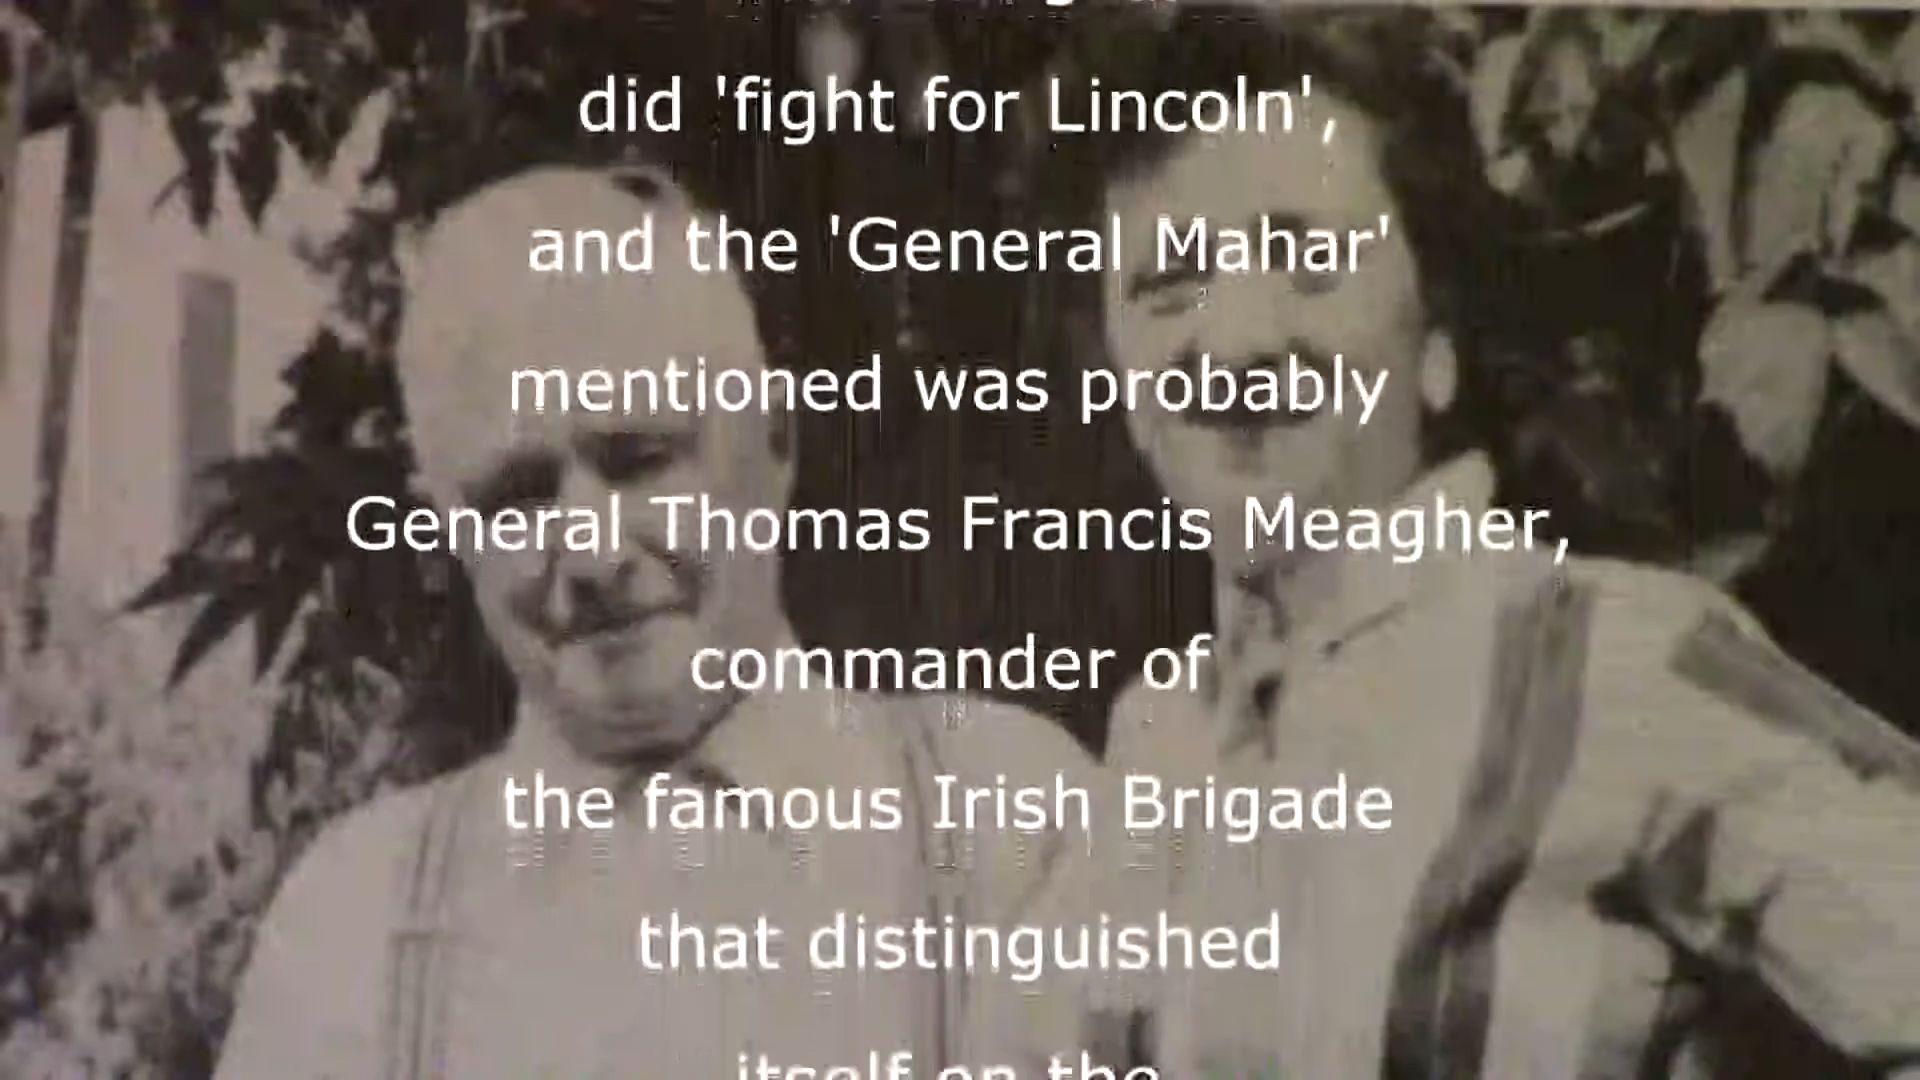 did 'fight for Lincoln',
and the 'General Mahar'
mentioned was probably
General Thomas Francis Meagher,
commander of
the famous Irish Brigade
that distinguished
itself on the